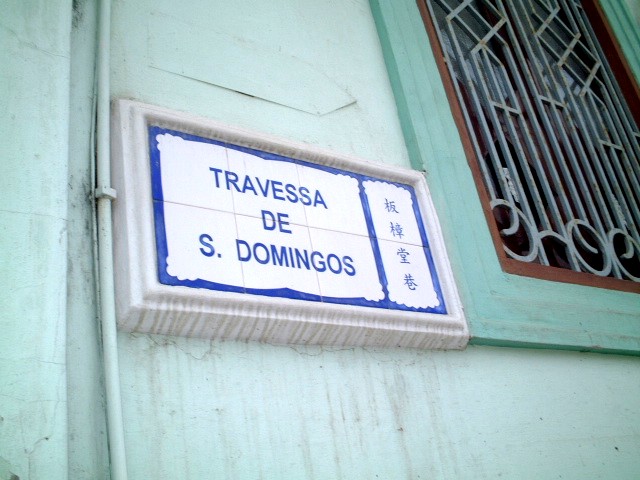 TRAVESSA
DE
S. DOMINGOS
板樟堂巷